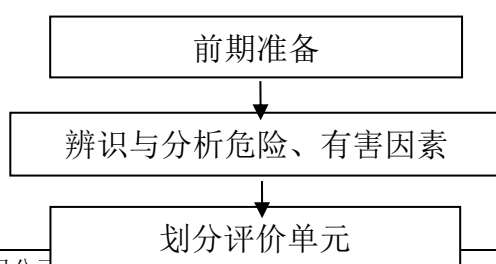 前期准备
辨识与分析危险、有害因素
划分评价单元